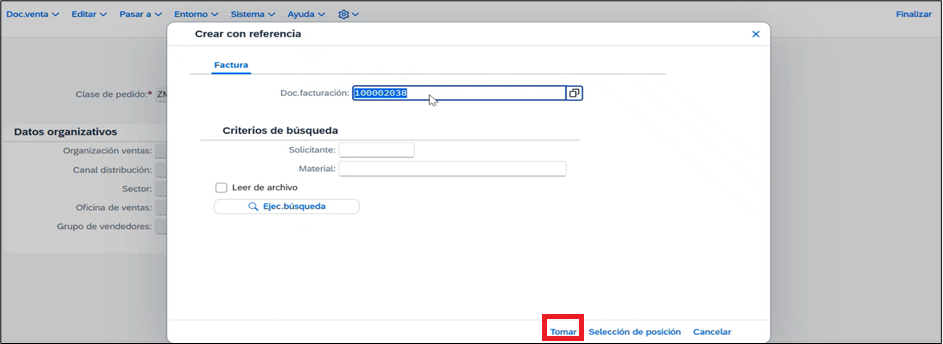 Doc.venta Editar Pasar a Entorno Sistema Ayuda Finalizar
Crear con referencia
Factura
Clase de pedido:* ZN
Doc.facturación: 100002038
Datos organizativos
Criterios de búsqueda
Organización ventas:
Solicitante:
Canal distribución:
Material:
Sector:
Leer de archivo
Oficina de ventas:
Ejec.búsqueda
Grupo de vendedores:
Tomar Selección de posición Cancelar